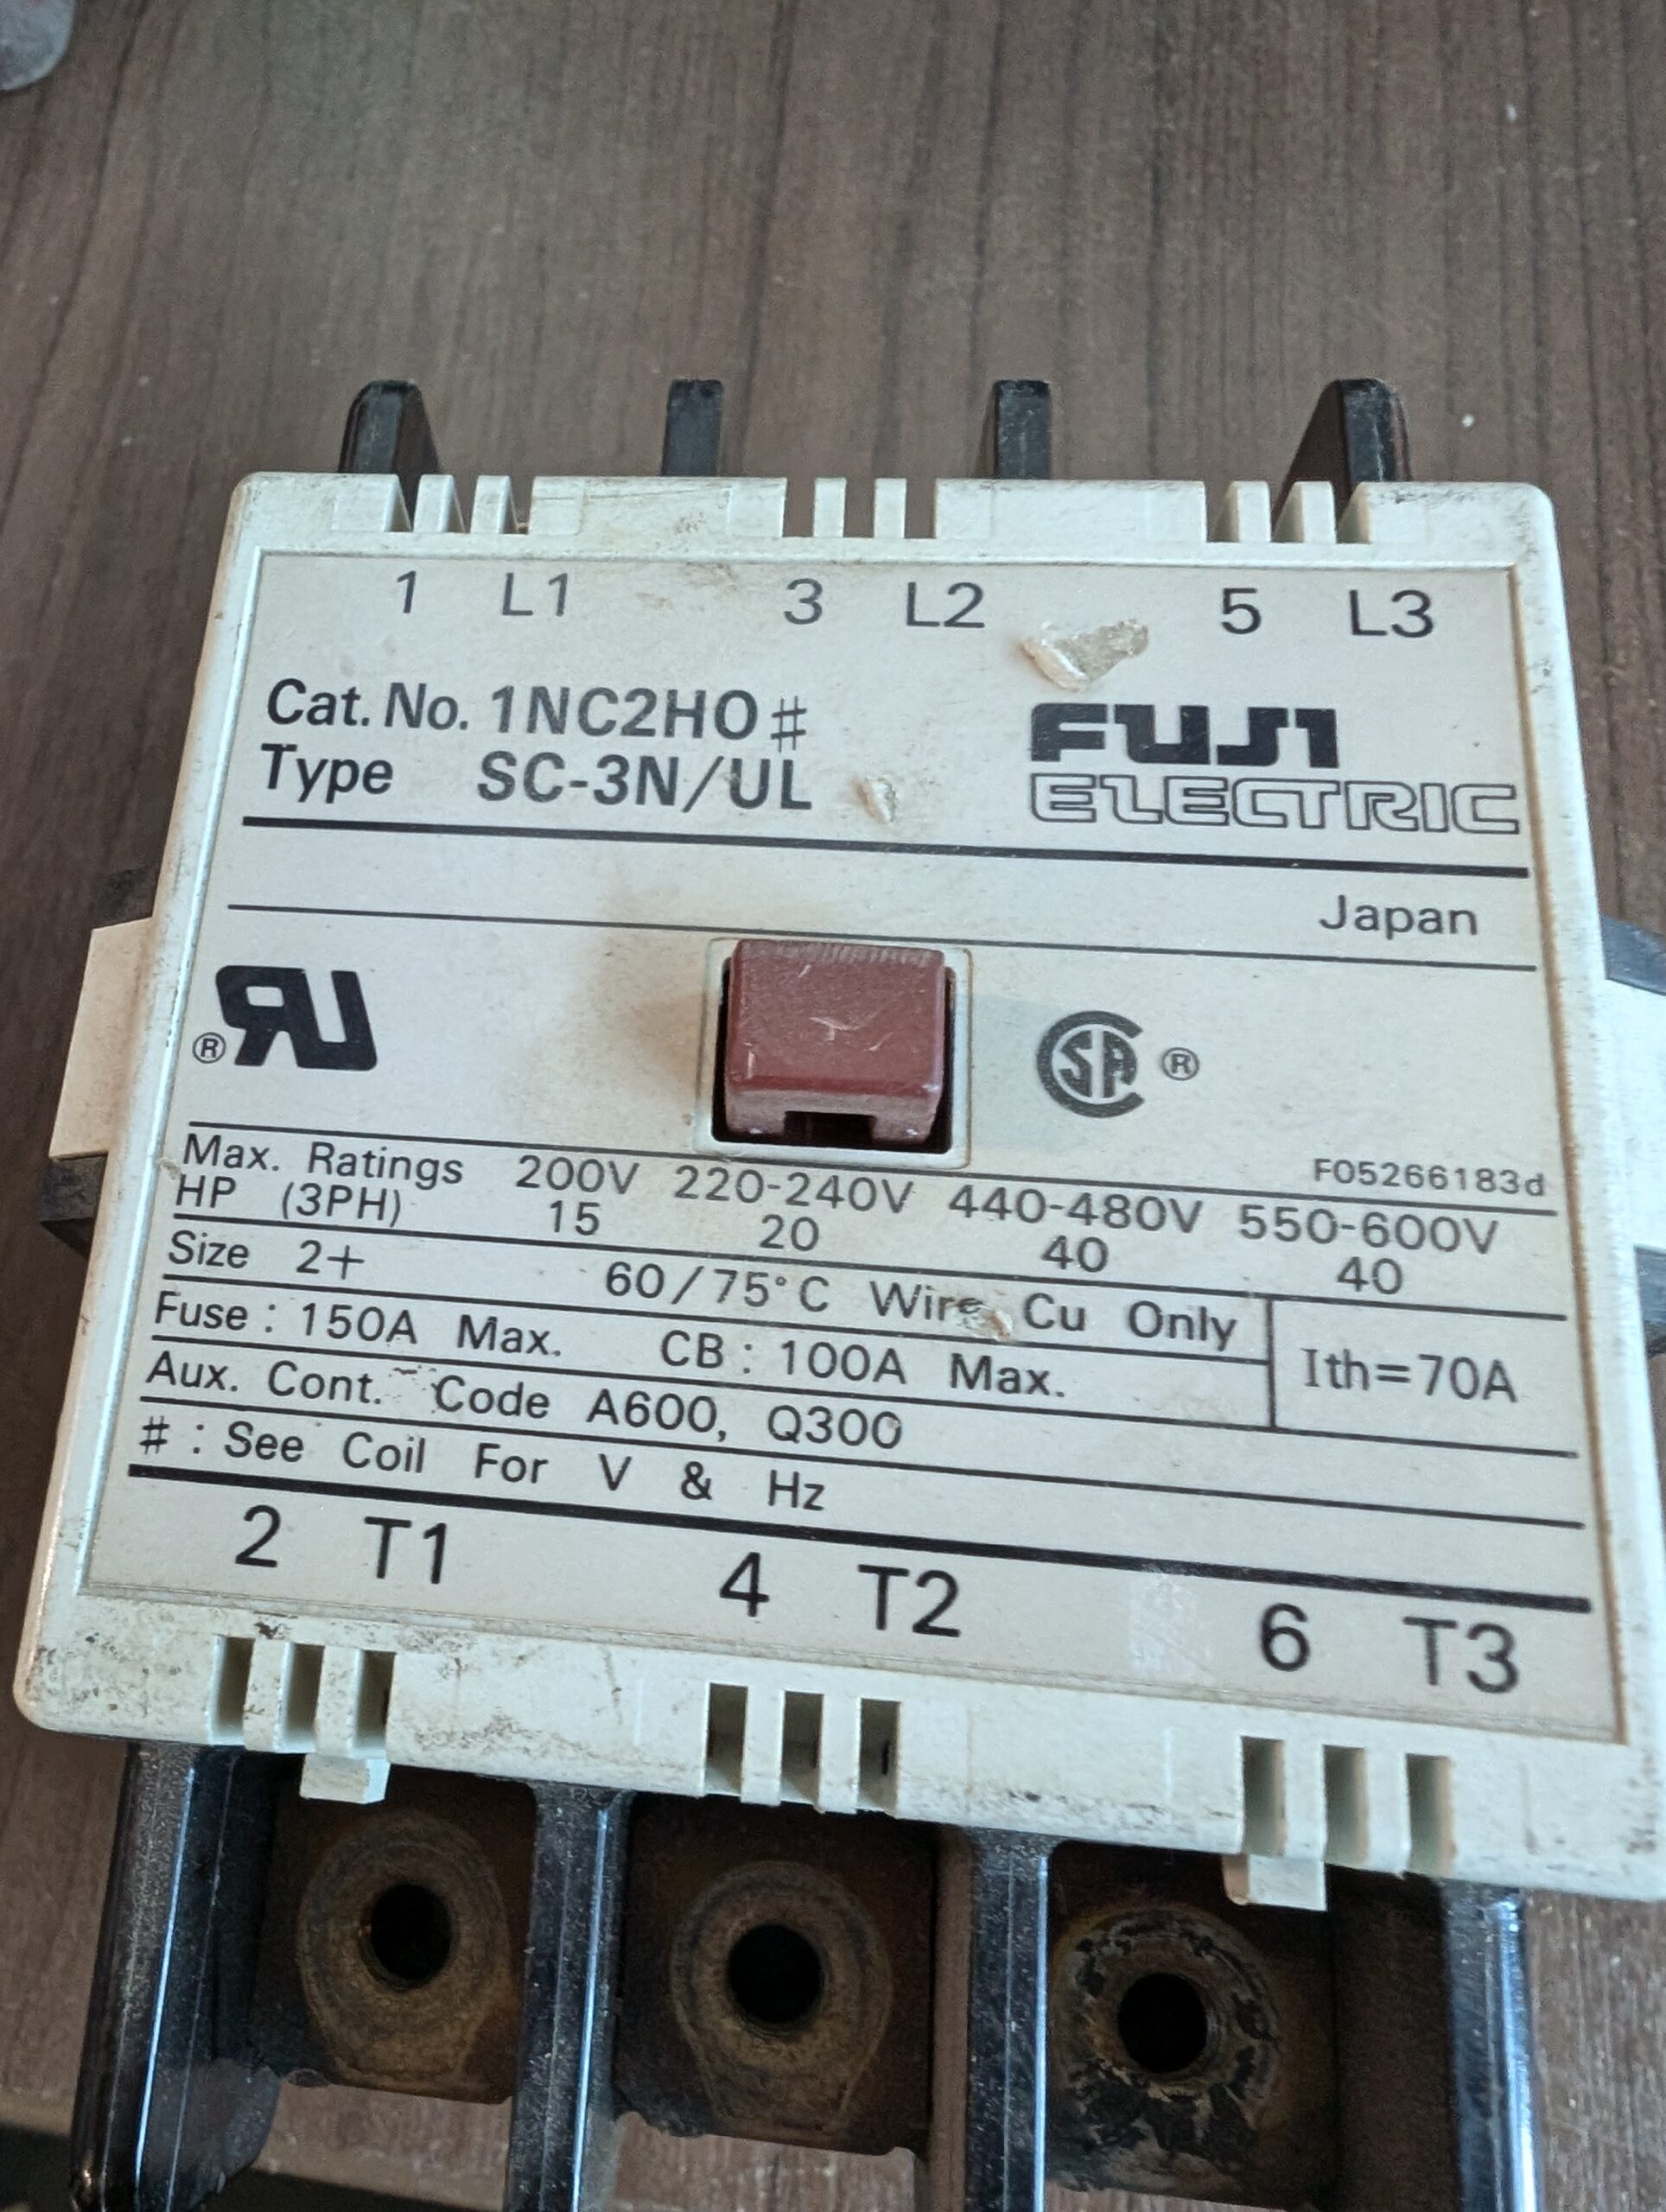 1 L1 3 L2 5 L3
Cat. No. 1NC2HO#
Type SC-3N/UL
FUJI
ELECTRIC
Japan
RU ®
CSA ®
F05266183d
Max. Ratings 200V 220-240V 440-480V 550-600V
HP (3PH) 15 20 40 40
Size 2+ 60/75°C Wire Cu Only
Fuse : 150A Max. CB : 100A Max.
Ith=70A
Aux. Cont. Code A600, Q300
# : See Coil For V & Hz
2 T1 4 T2 6 T3